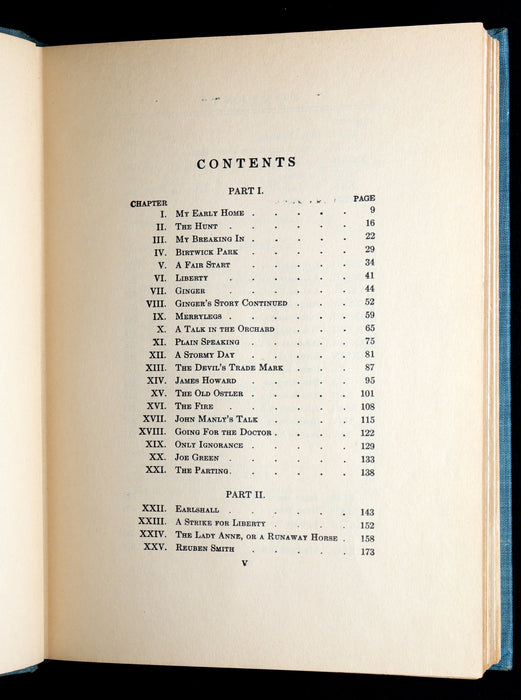 CONTENTS
PART I.
CHAPTER PAGE
I. MY EARLY HOME . . . . . 9
II. THE HUNT . . . . . . 16
III. MY BREAKING IN . . . . . 22
IV. BIRTWICK PARK . . . . . 29
V. A FAIR START . . . . . 34
VI. LIBERTY . . . . . . 41
VII. GINGER . . . . . . 44
VIII. GINGER'S STORY CONTINUED . . . 52
IX. MERRYLEGS . . . . . . 59
X. A TALK IN THE ORCHARD . . . 65
XI. PLAIN SPEAKING . . . . . 75
XII. A STORMY DAY . . . . . 81
XIII. THE DEVIL'S TRADE MARK . . . 87
XIV. JAMES HOWARD . . . . . 95
XV. THE OLD OSTLER . . . . . 101
XVI. THE FIRE . . . . . . 108
XVII. JOHN MANLY'S TALK . . . . 115
XVIII. GOING FOR THE DOCTOR . . . . 122
XIX. ONLY IGNORANCE . . . . . 129
XX. JOE GREEN . . . . . . 133
XXI. THE PARTING . . . . . . 138
PART II.
XXII. EARLSHALL . . . . . . 143
XXIII. A STRIKE FOR LIBERTY . . . . 152
XXIV. THE LADY ANNE, OR A RUNAWAY HORSE . 158
XXV. REUBEN SMITH . . . . . 173
V